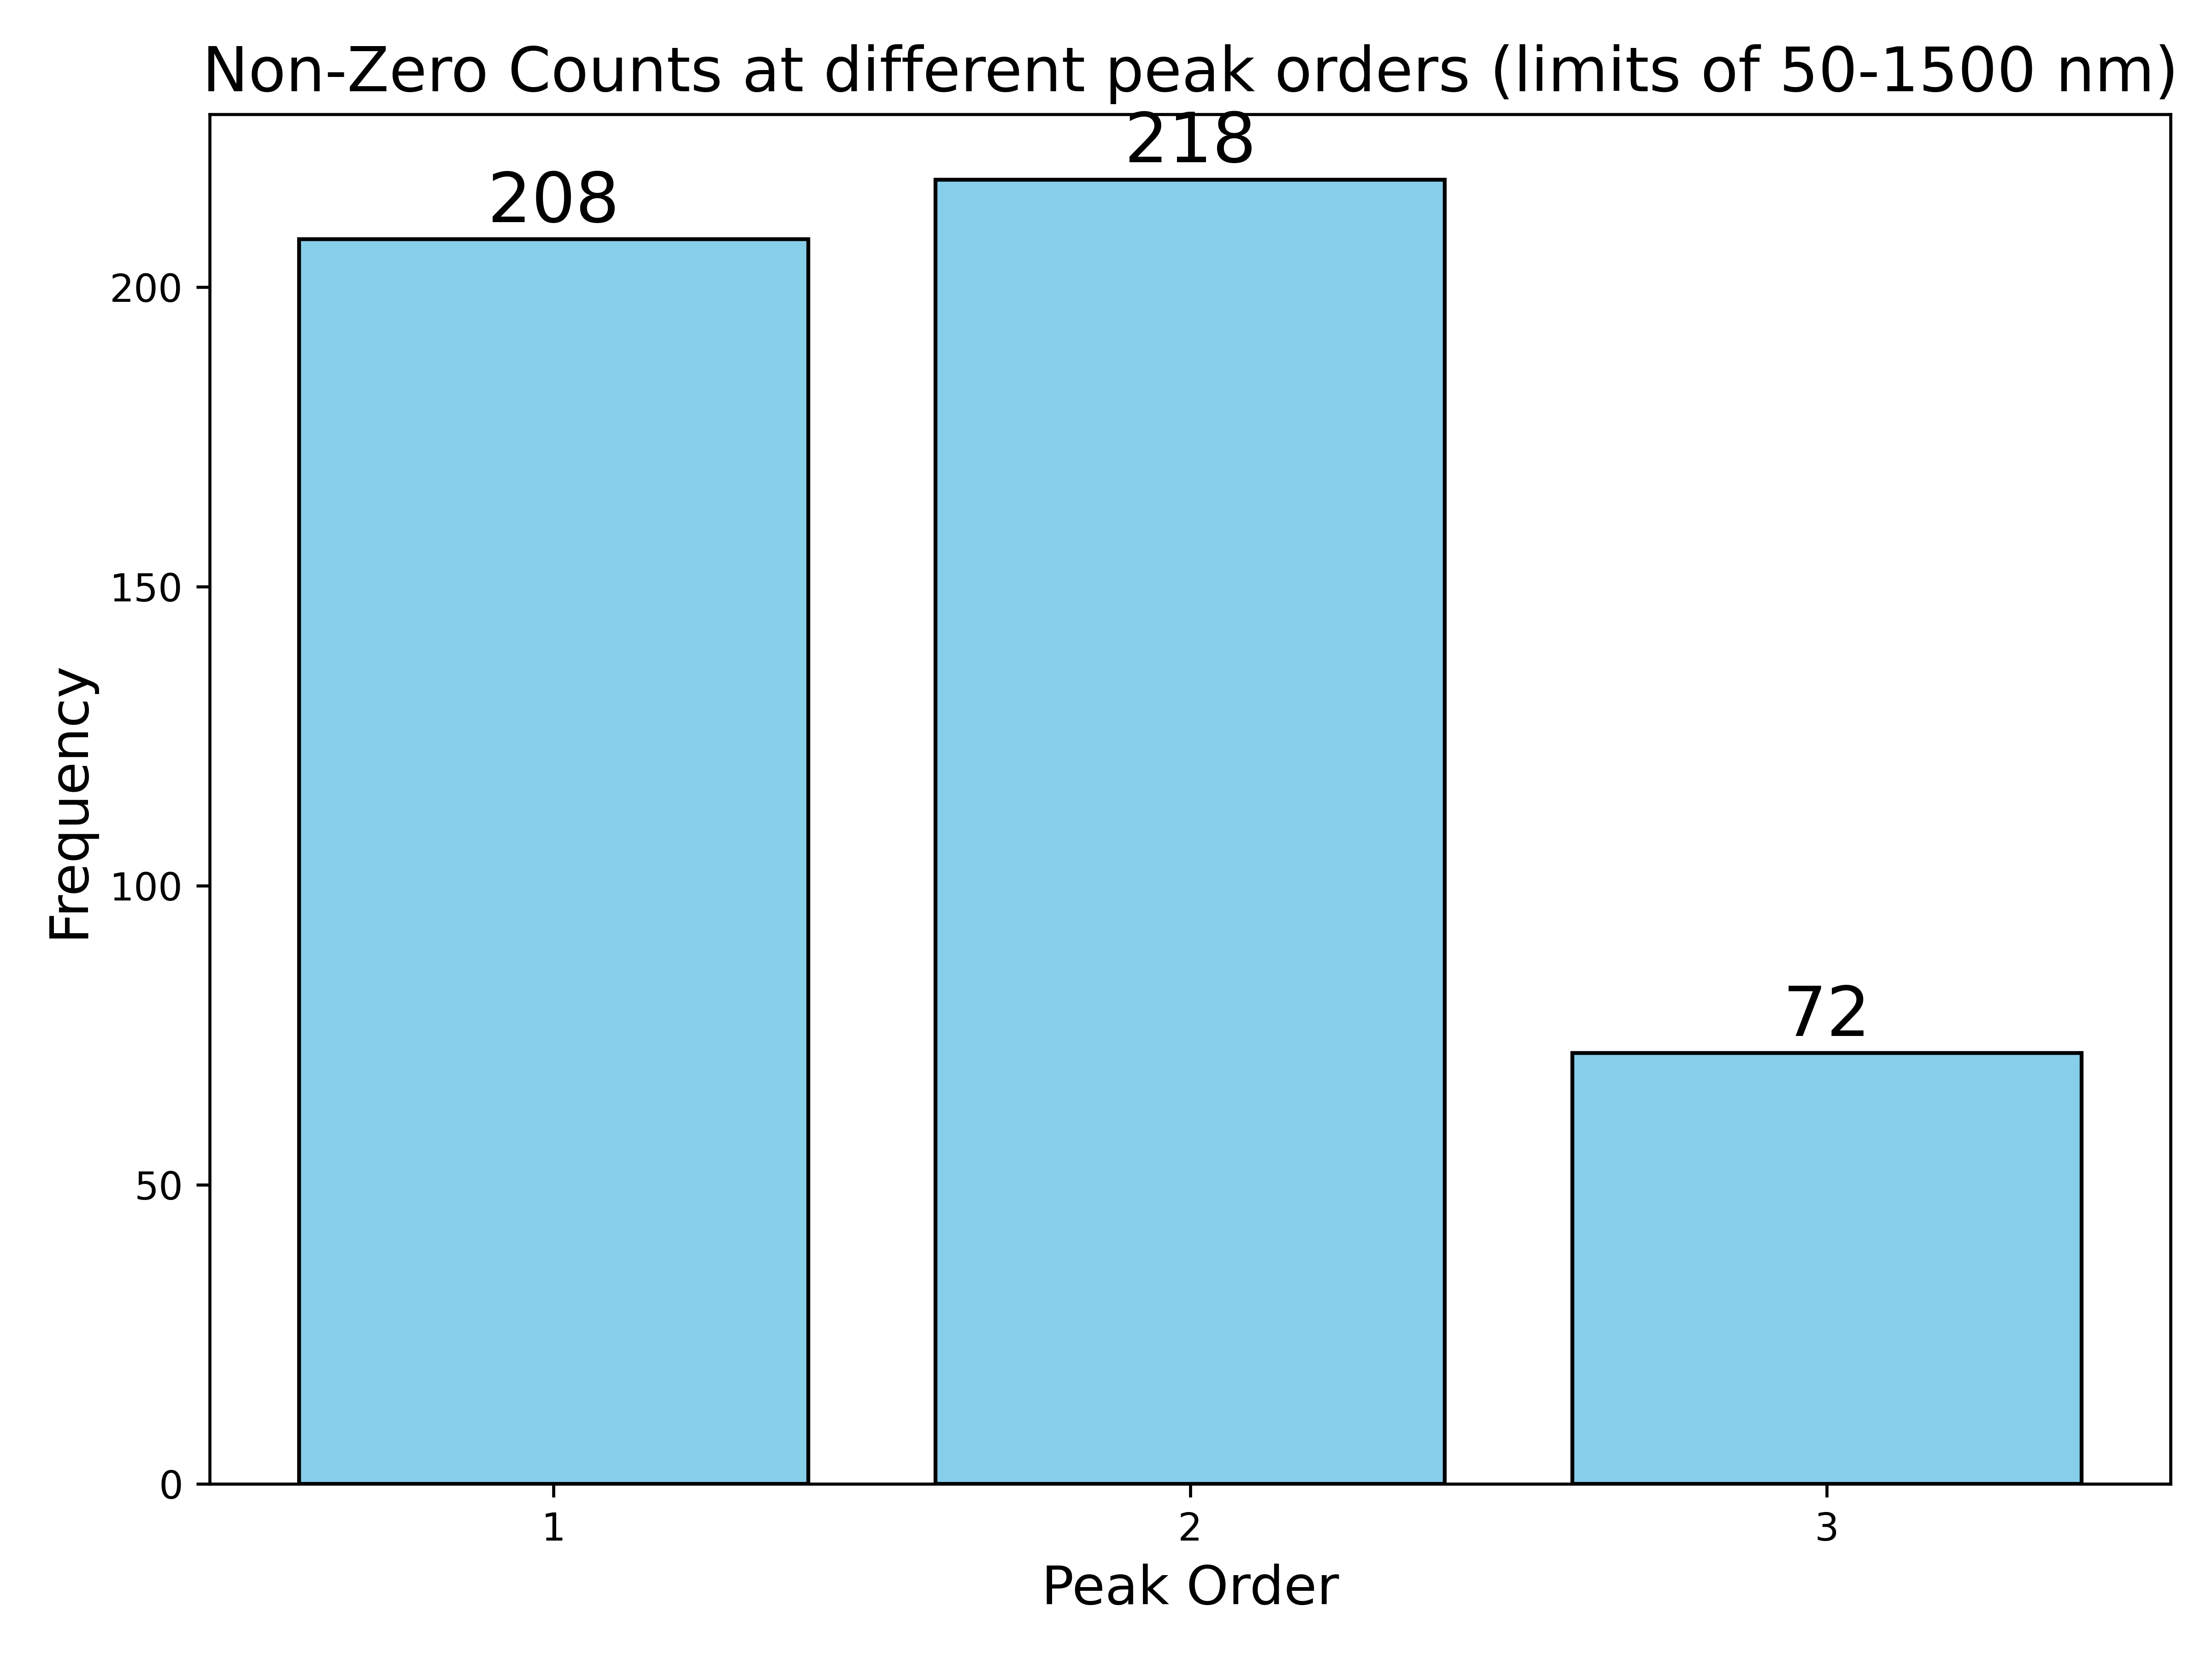 Non-Zero Counts at different peak orders (limits of 50-1500 nm)
218
208
200
150
100
72
50
0
Frequency
1 2 3
Peak Order